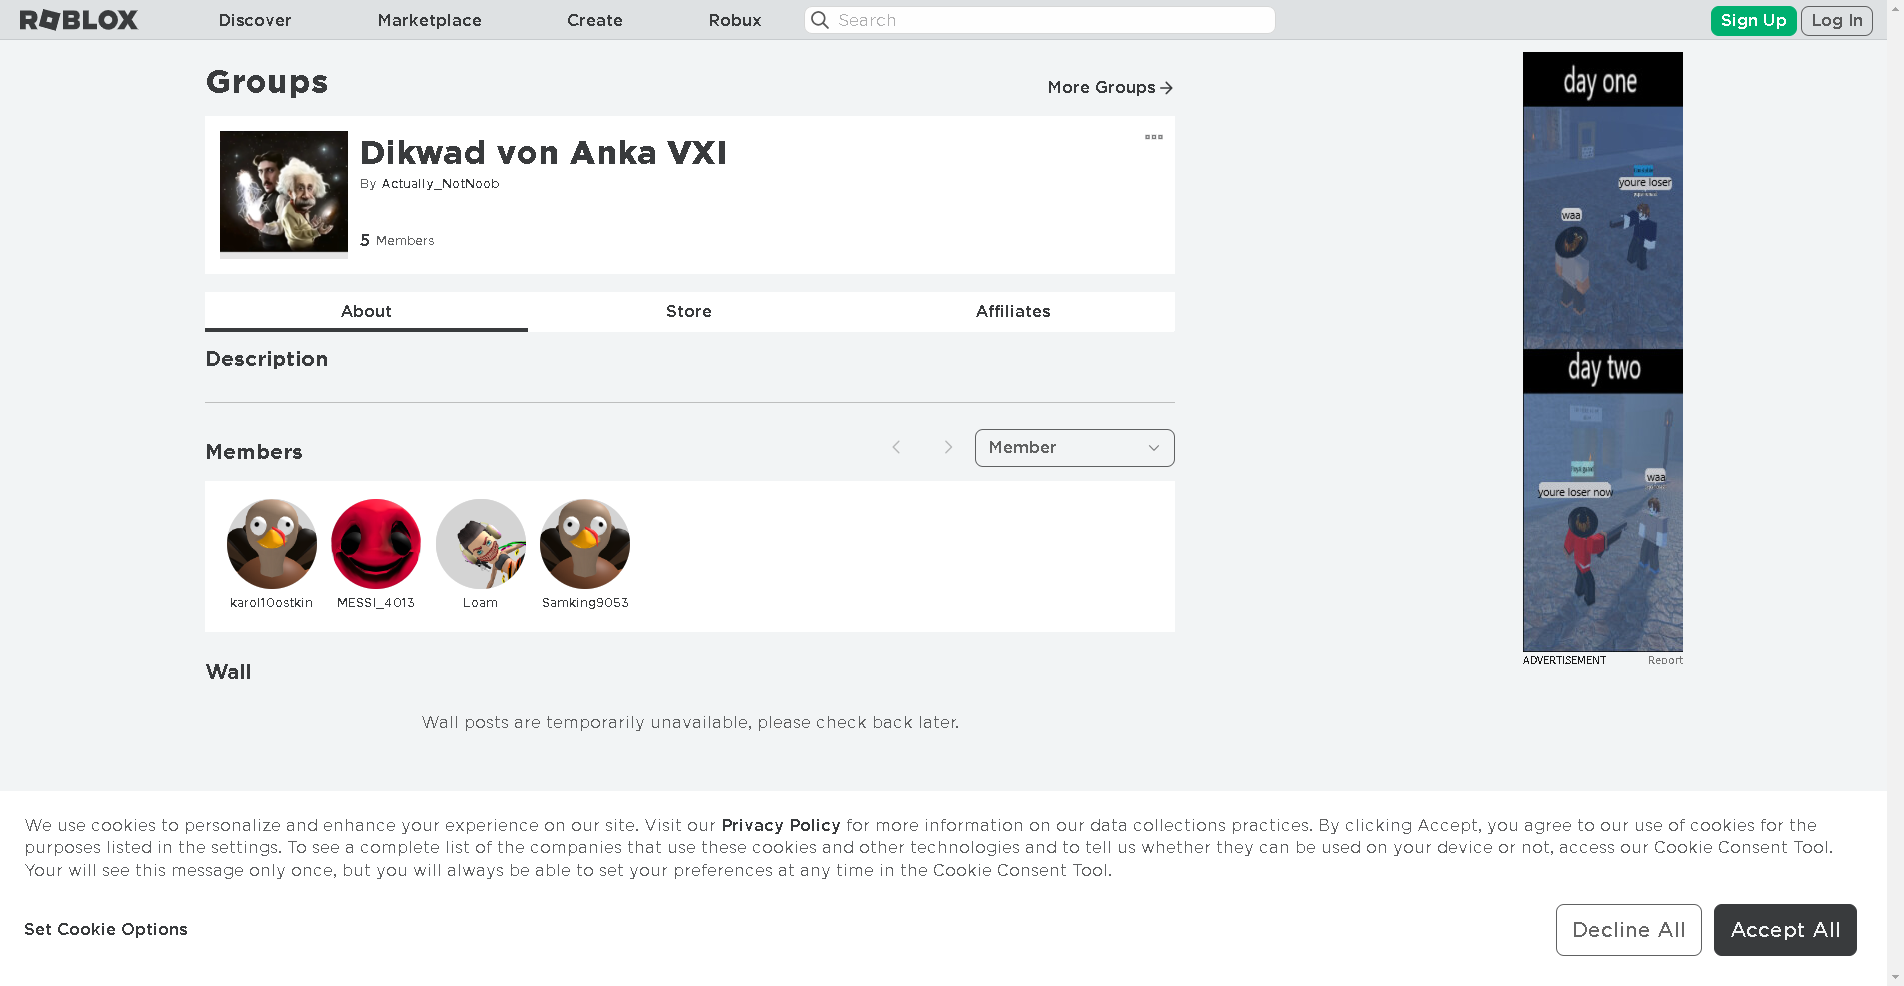 ROBLOX
Discover
Marketplace
Create
Robux
Search
Sign Up
Log In
Groups
More Groups
Dikwad von Anka VXI
By Actually_NotNoob
5 Members
About
Store
Affiliates
Description
Members
Member
karol10ostkin
MESSI_4013
Loam
Samking9053
Wall
Wall posts are temporarily unavailable, please check back later.
day one
youre loser
waa
day two
waa
youre loser now
ADVERTISEMENT
Report
We use cookies to personalize and enhance your experience on our site. Visit our Privacy Policy for more information on our data collections practices. By clicking Accept, you agree to our use of cookies for the
purposes listed in the settings. To see a complete list of the companies that use these cookies and other technologies and to tell us whether they can be used on your device or not, access our Cookie Consent Tool.
Your will see this message only once, but you will always be able to set your preferences at any time in the Cookie Consent Tool.
Set Cookie Options
Decline All
Accept All